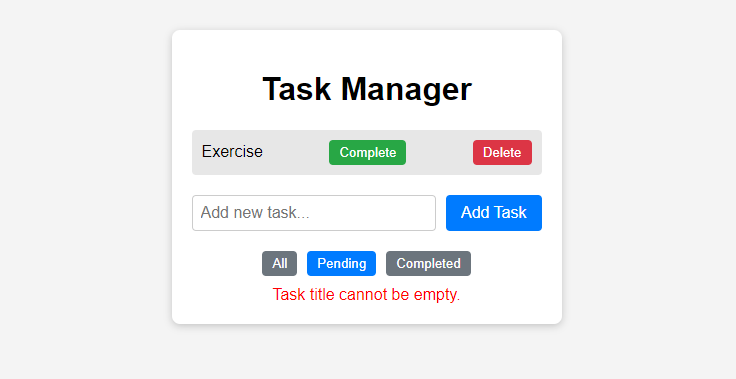 Task Manager
Exercise Complete Delete
Add new task... Add Task
All Pending Completed
Task title cannot be empty.